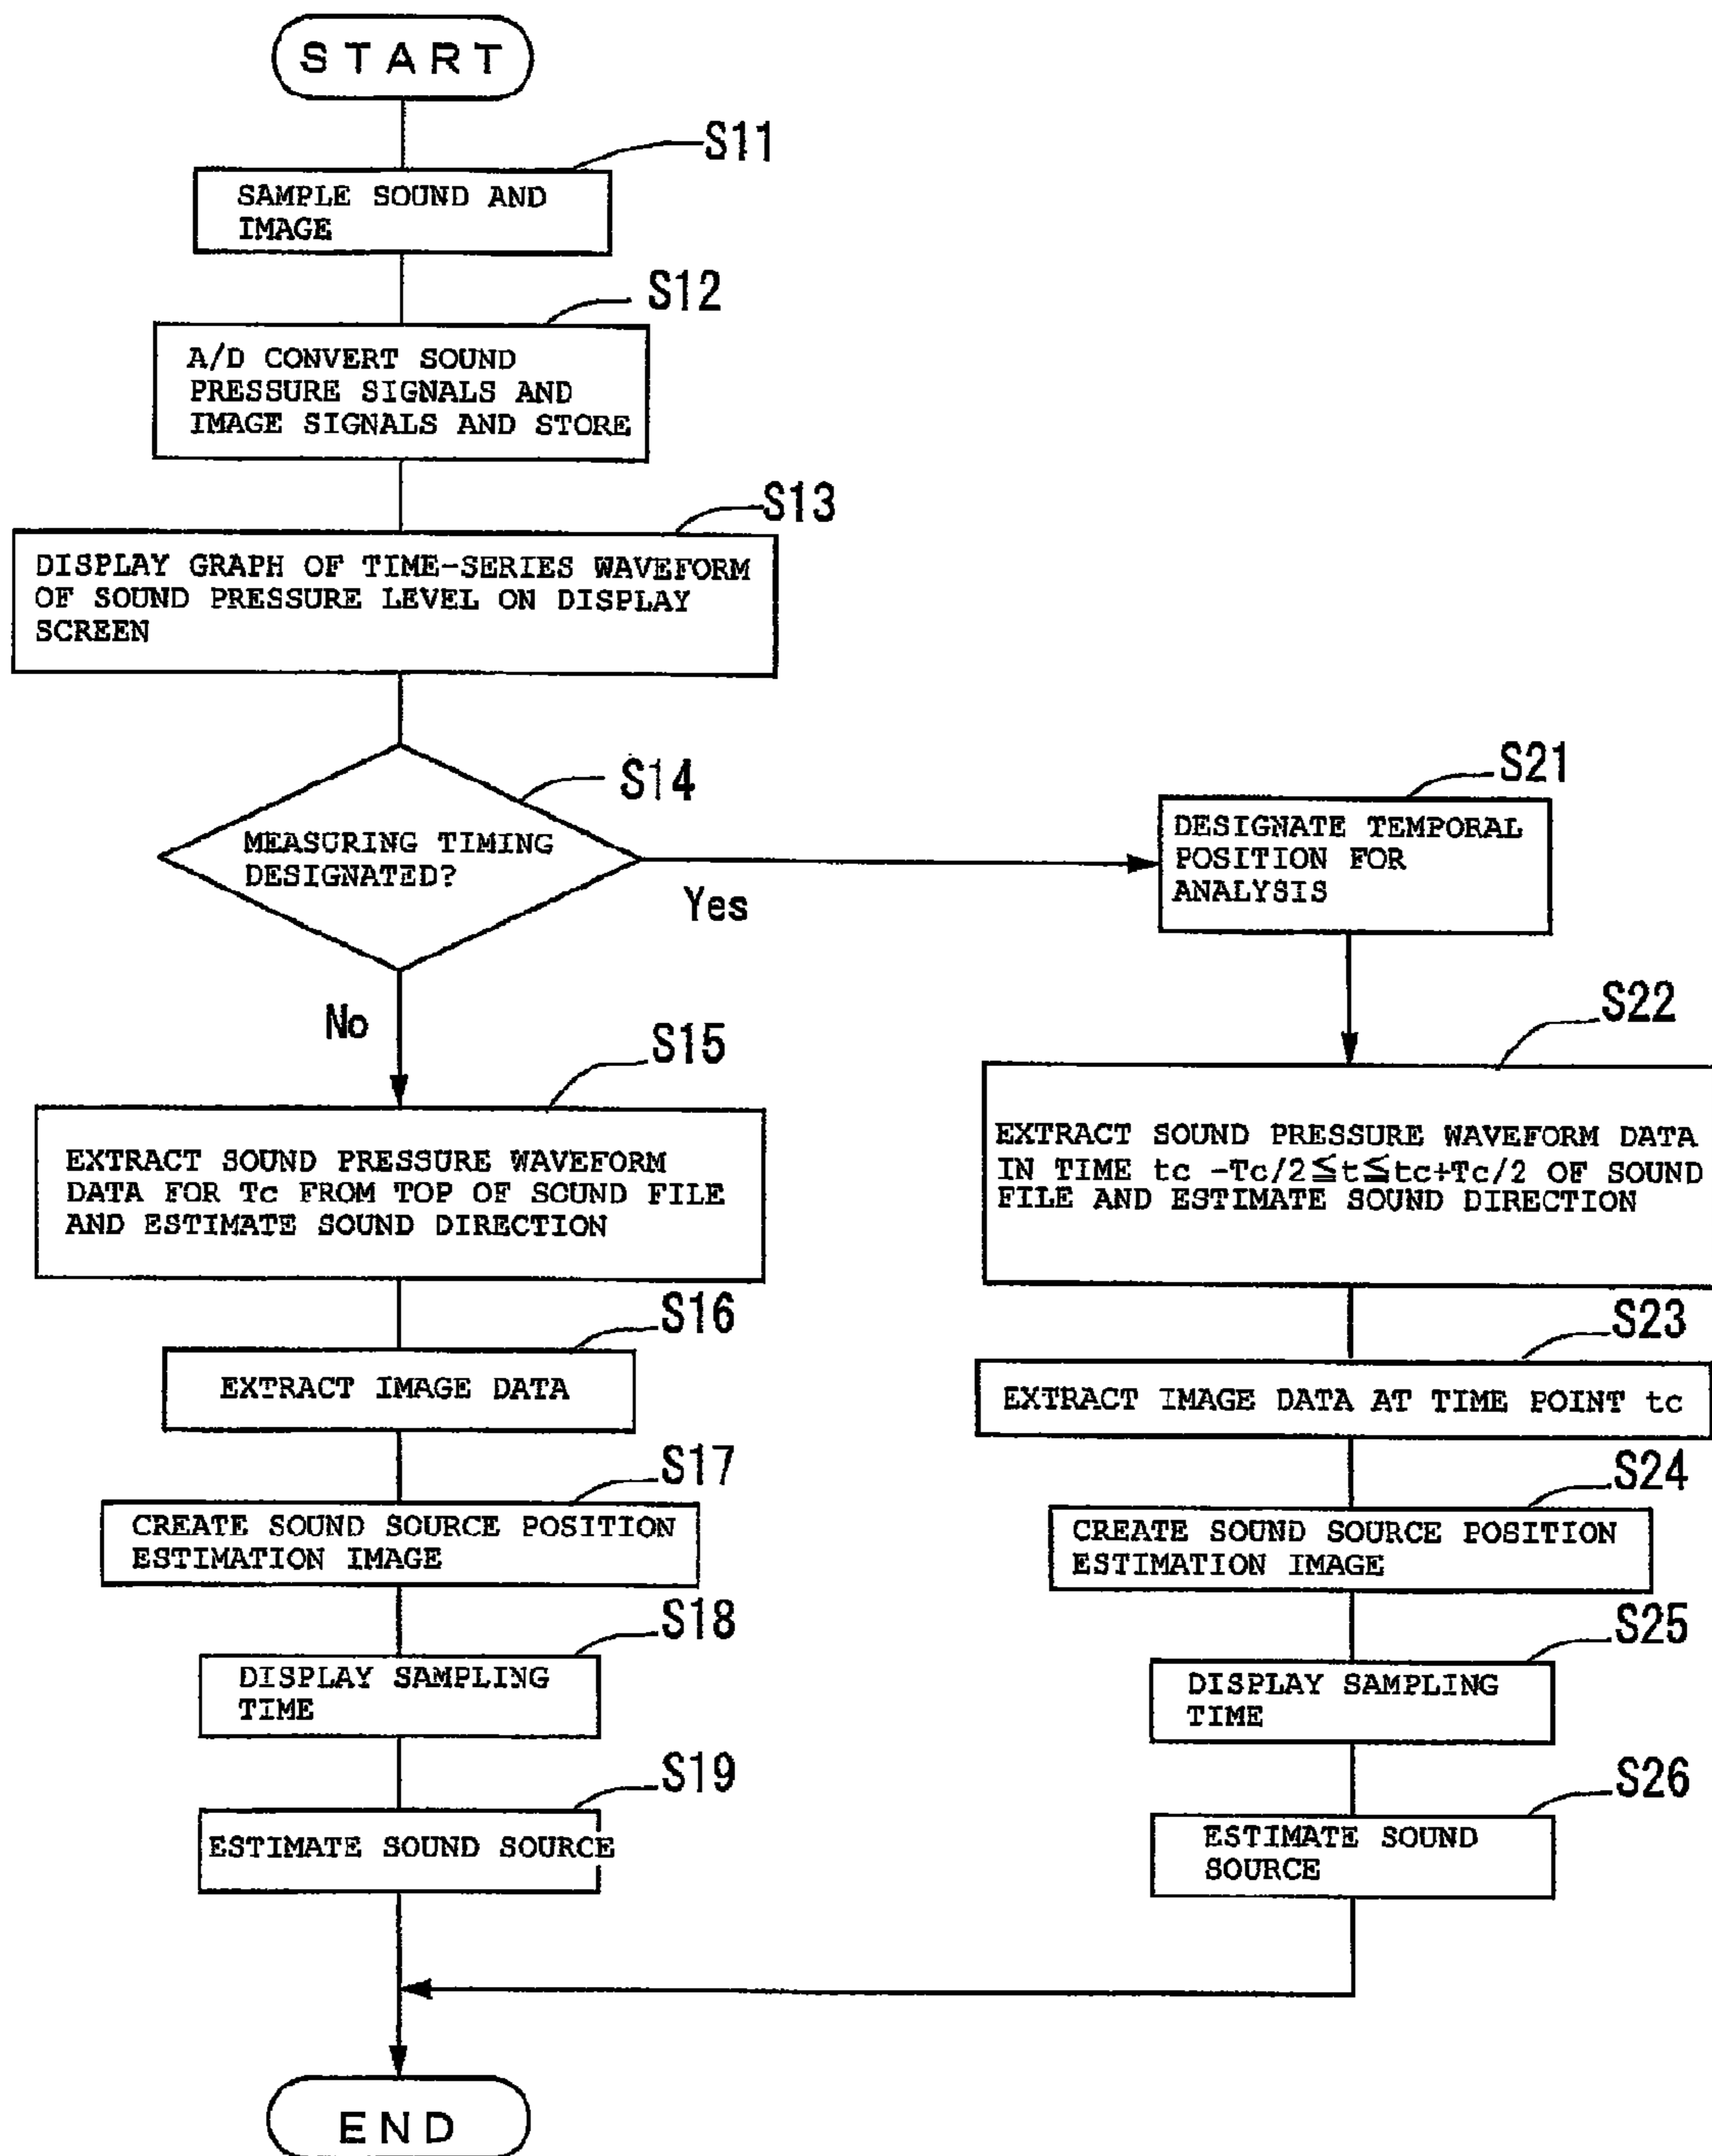 START
S11
SAMPLE SOUND AND
IMAGE
S12
A/D CONVERT SOUND
PRESSURE SIGNALS AND
IMAGE SIGNALS AND STORE
S13
DISPLAY GRAPH OF TIME-SERIES WAVEFORM
OF SOUND PRESSURE LEVEL ON DISPLAY
SCREEN
S14
MEASURING TIMING
DESIGNATED?
Yes
No
S15
EXTRACT SOUND PRESSURE WAVEFORM
DATA FOR Tc FROM TOP OF SOUND FILE
AND ESTIMATE SOUND DIRECTION
S16
EXTRACT IMAGE DATA
S17
CREATE SOUND SOURCE POSITION
ESTIMATION IMAGE
S18
DISPLAY SAMPLING
TIME
S19
ESTIMATE SOUND SOURCE
S21
DESIGNATE TEMPORAL
POSITION FOR
ANALYSIS
S22
EXTRACT SOUND PRESSURE WAVEFORM DATA
IN TIME tc -Tc/2≦t≦tc+Tc/2 OF SOUND
FILE AND ESTIMATE SOUND DIRECTION
S23
EXTRACT IMAGE DATA AT TIME POINT tc
S24
CREATE SOUND SOURCE POSITION
ESTIMATION IMAGE
S25
DISPLAY SAMPLING
TIME
S26
ESTIMATE SOUND
SOURCE
END